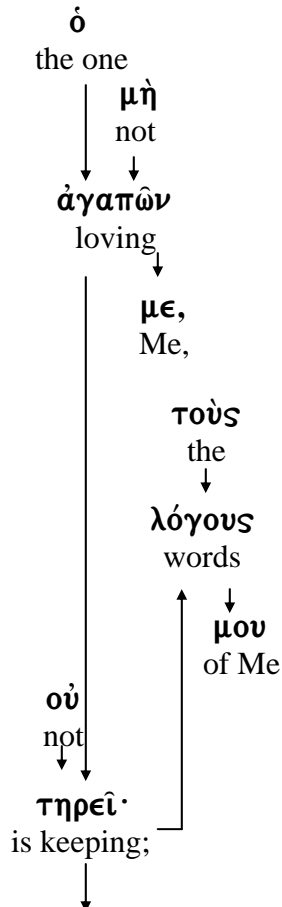 ὁ
the one
μὴ
not
ἀγαπῶν
loving
με,
Me,
τοὺς
the
λόγους
words
μου
of Me
οὐ
not
τηρεῖ·
is keeping;